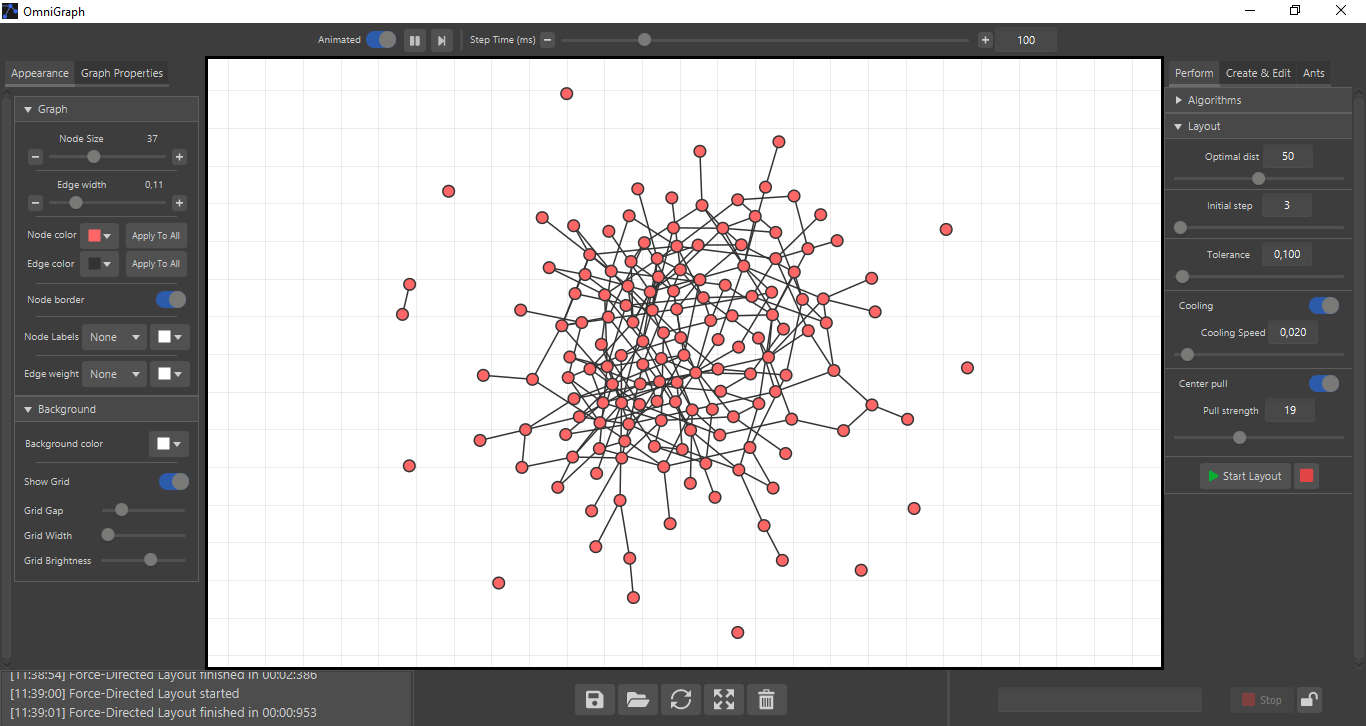 OmniGraph
Animated Step Time (ms) 100
Appearance Graph Properties
Graph
Node Size 37
Edge width 0,11
Node color Apply To All
Edge color Apply To All
Node border
Node Labels None
Edge weight None
Background
Background color
Show Grid
Grid Gap
Grid Width
Grid Brightness
Perform Create & Edit Ants
Algorithms
Layout
Optimal dist 50
Initial step 3
Tolerance 0,100
Cooling
Cooling Speed 0,020
Center pull
Pull strength 19
Start Layout
[11:38:54] Force-Directed Layout finished in 00:02:386
[11:39:00] Force-Directed Layout started
[11:39:01] Force-Directed Layout finished in 00:00:953
Stop